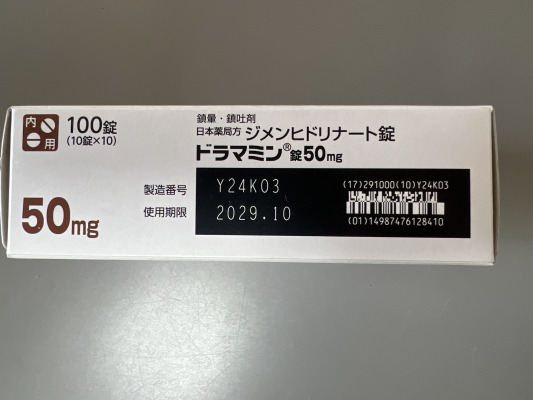 内用
100錠
(10錠×10)
鎮暈・鎮吐剤
日本薬局方 ジメンヒドリナート錠
ドラマミン®錠50mg
50mg
製造番号 Y24K03
使用期限 2029.10
(17)291000(10)Y24K03
(01)14987476128410